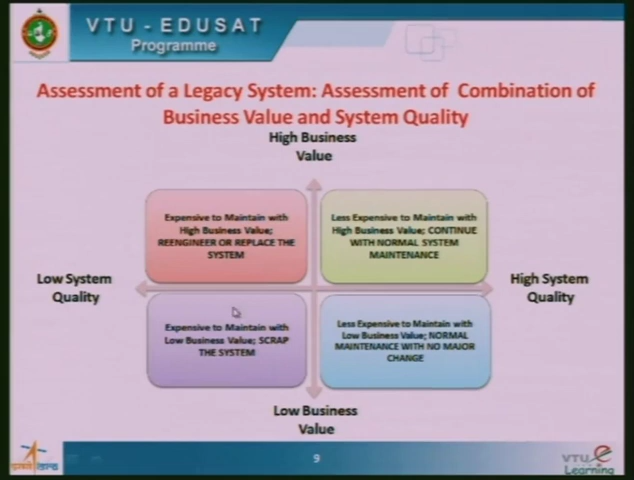 VTU - EDUSAT
Programme
Assessment of a Legacy System: Assessment of Combination of
Business Value and System Quality
High Business
Value
Expensive to Maintain with
High Business Value;
REENGINEER OR REPLACE THE
SYSTEM
Less Expensive to Maintain with
High Business Value; CONTINUE
WITH NORMAL SYSTEM
MAINTENANCE
Low System
Quality
High System
Quality
Expensive to Maintain with
Low Business Value; SCRAP
THE SYSTEM
Less Expensive to Maintain with
Low Business Value; NORMAL
MAINTENANCE WITH NO MAJOR
CHANGE
Low Business
Value
9
VTU
Learning